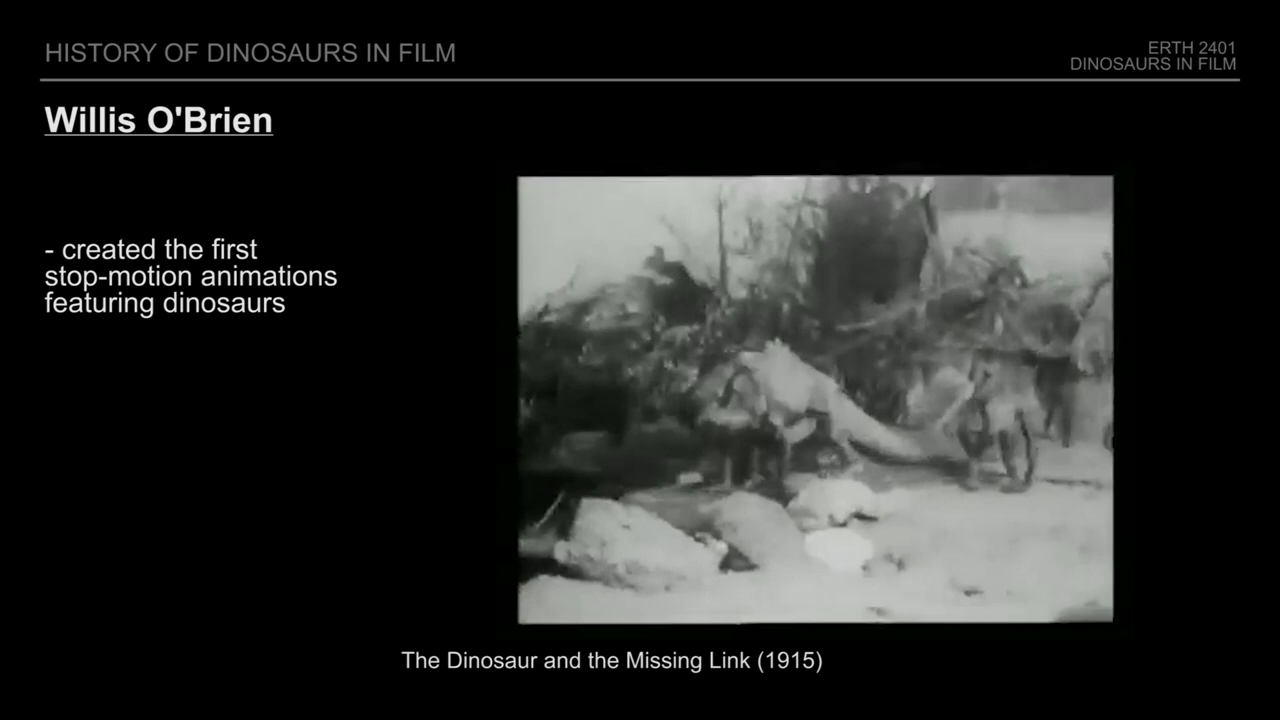 HISTORY OF DINOSAURS IN FILM
ERTH 2401
DINOSAURS IN FILM
Willis O'Brien
- created the first
stop-motion animations
featuring dinosaurs
The Dinosaur and the Missing Link (1915)